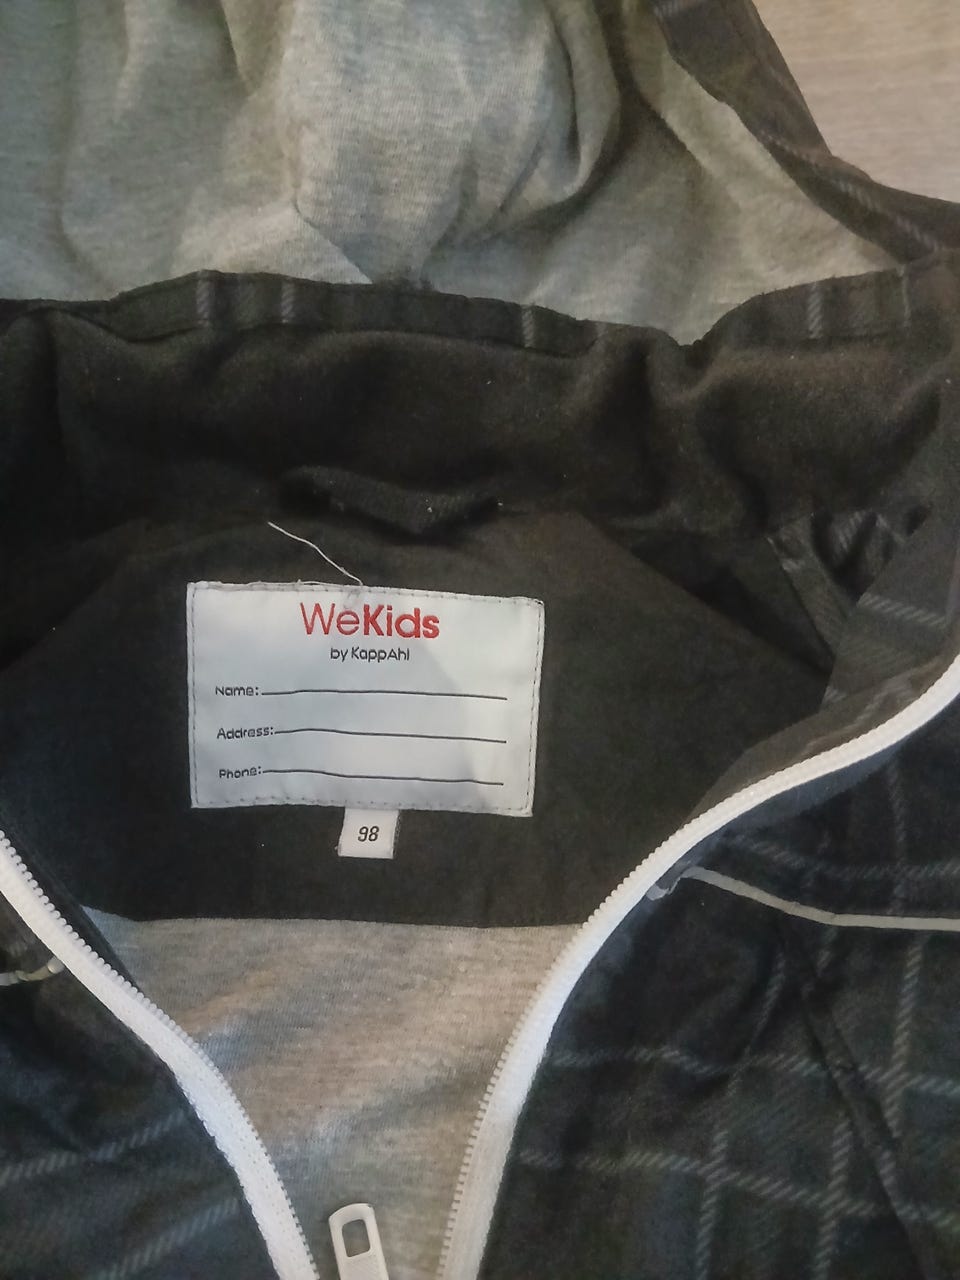 WeKids
by KappAhl
Name:
Address:
Phone:
98